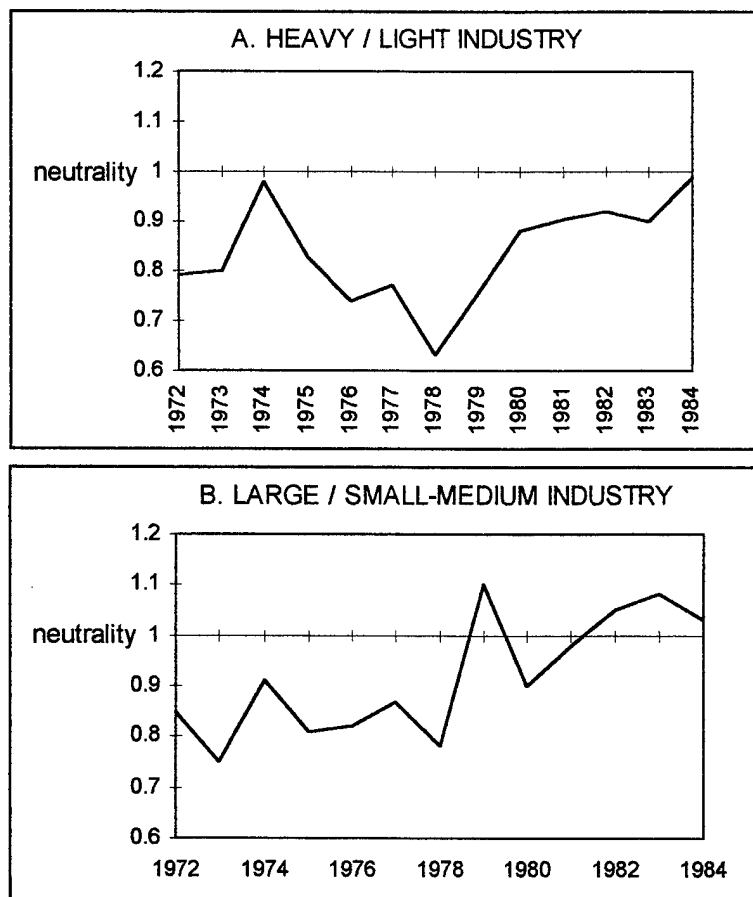 A. HEAVY / LIGHT INDUSTRY
1.2
1.1
neutrality 1
0.9
0.8
0.7
0.6
1972 1973 1974 1975 1976 1977 1978 1979 1980 1981 1982 1983 1984
B. LARGE / SMALL-MEDIUM INDUSTRY
1.2
1.1
neutrality 1
0.9
0.8
0.7
0.6
1972 1974 1976 1978 1980 1982 1984